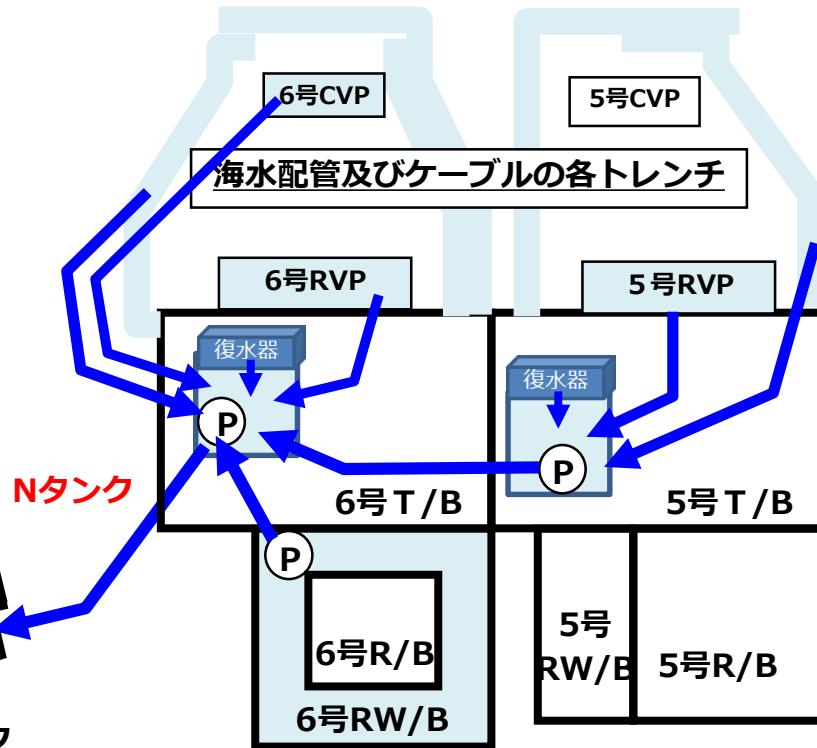 6号CVP
5号CVP
海水配管及びケーブルの各トレンチ
6号RVP
５号RVP
復水器
復水器
P
P
Nタンク
6号Ｔ/B
5号Ｔ/B
P
6号R/B
6号RW/B
5号
RW/B
5号R/B